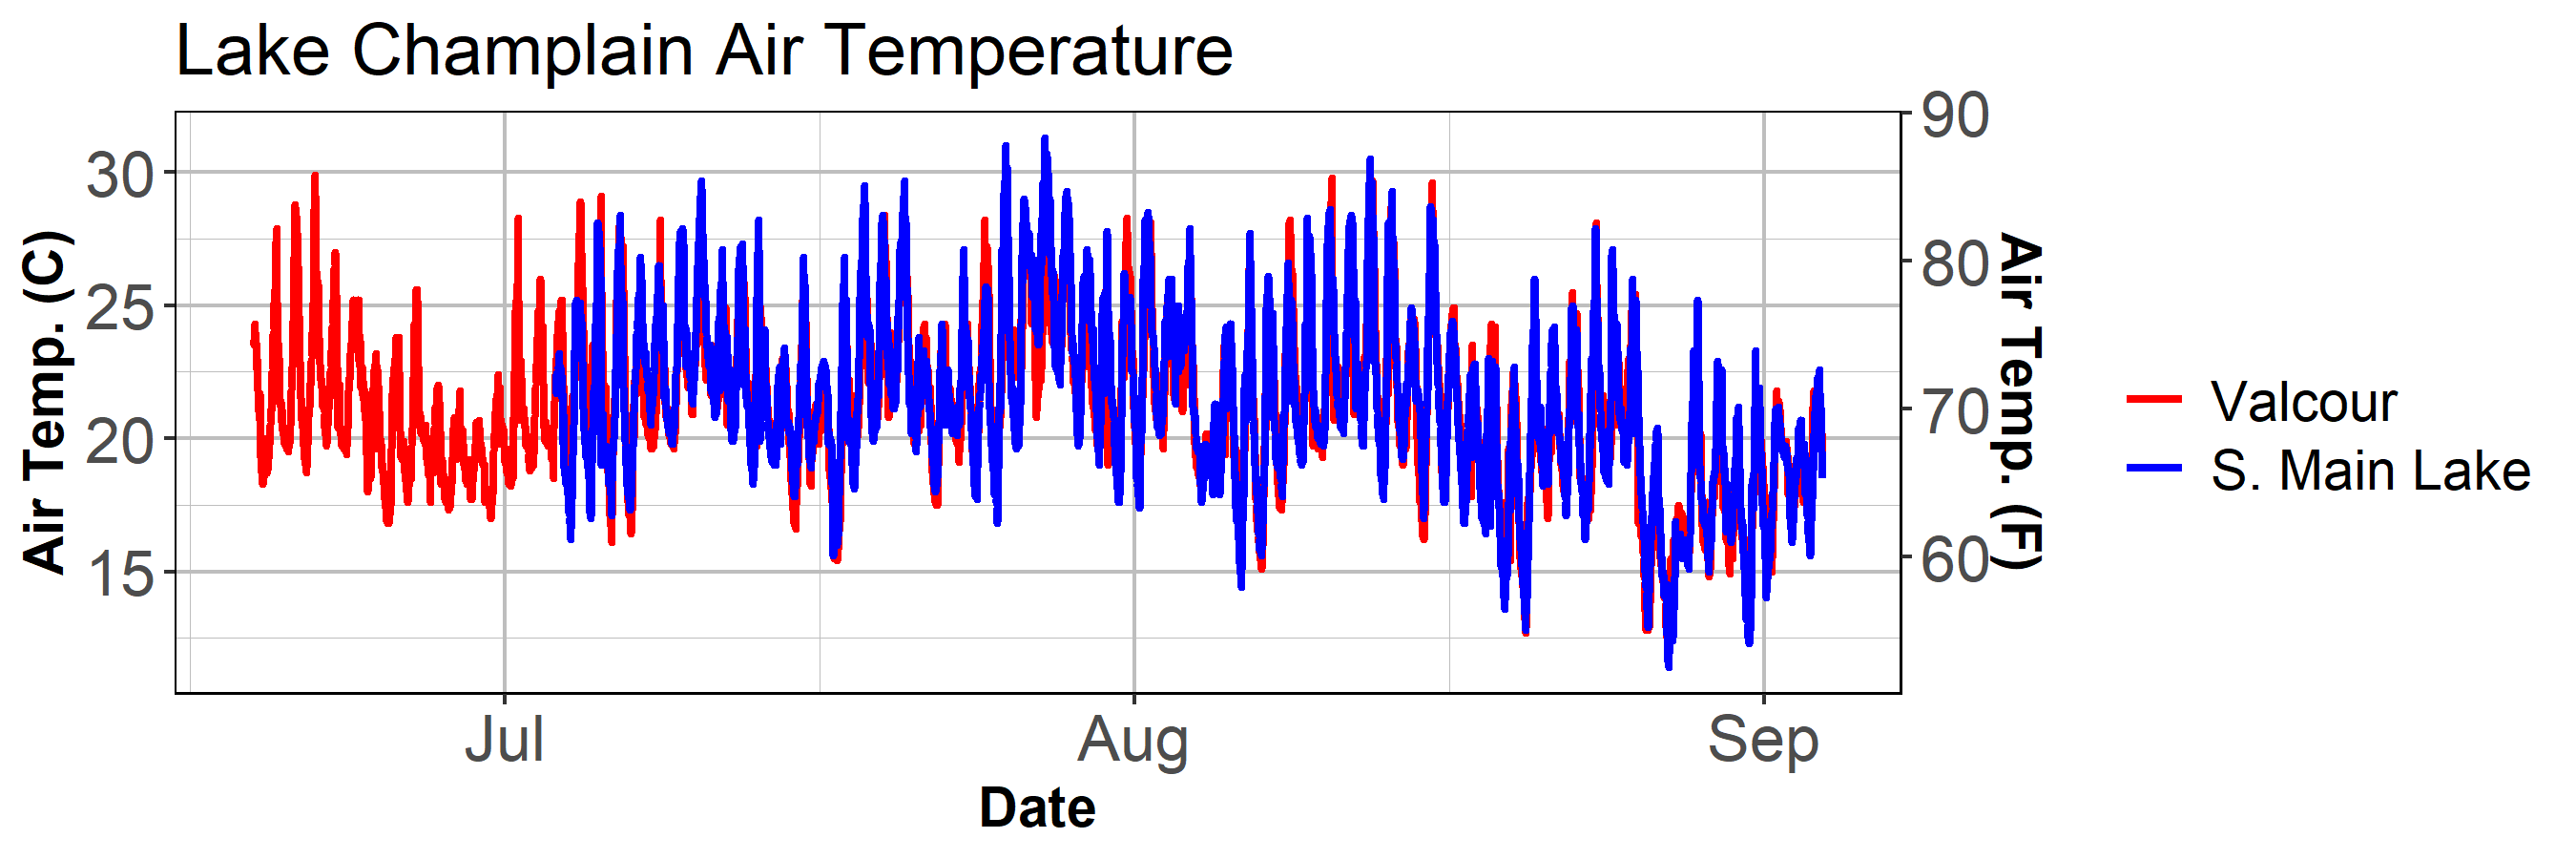 Lake Champlain Air Temperature
Air Temp. (C)
30
25
20
15
90
80
70
60
Air Temp. (F)
Jul
Aug
Sep
Date
Valcour
S. Main Lake